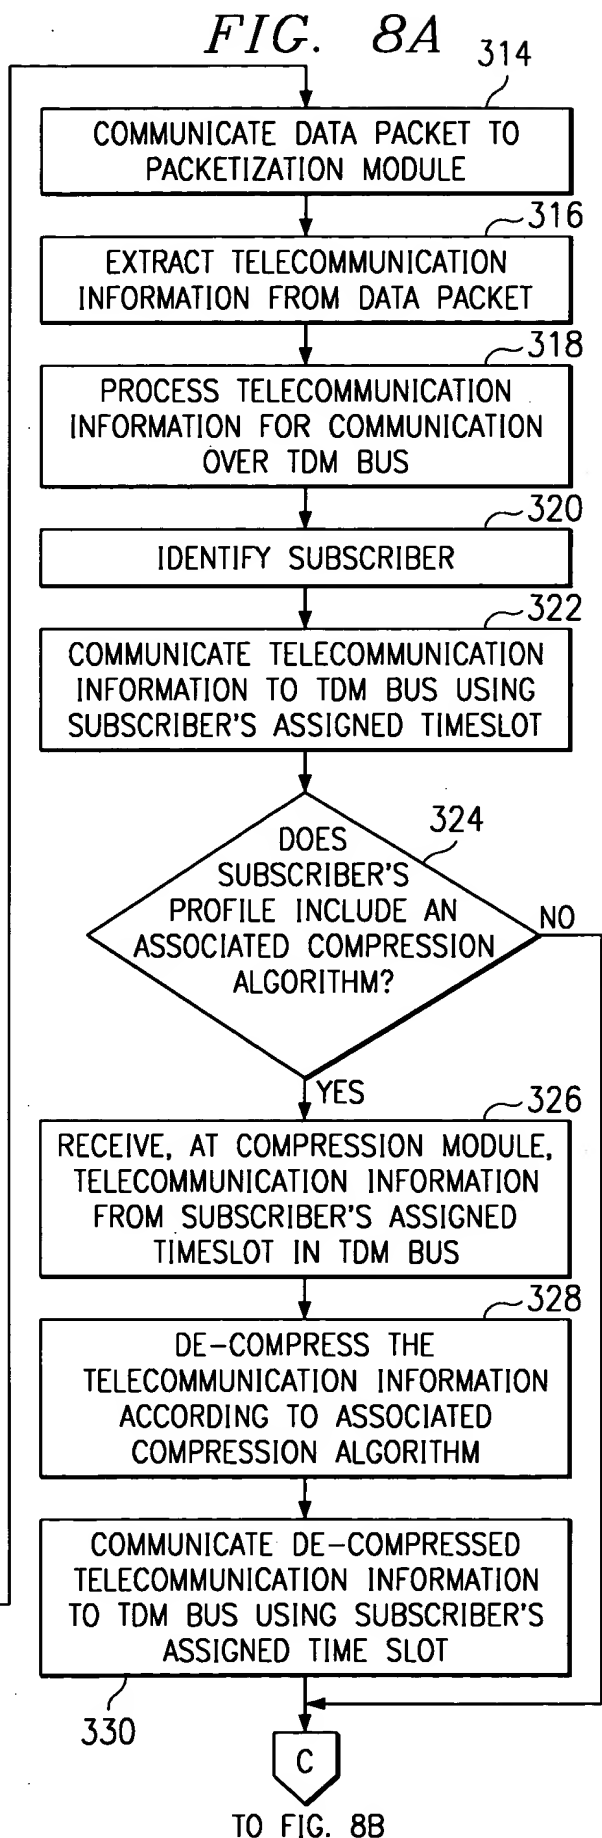 FIG. 8A
314
COMMUNICATE DATA PACKET TO
PACKETIZATION MODULE
316
EXTRACT TELECOMMUNICATION
INFORMATION FROM DATA PACKET
318
PROCESS TELECOMMUNICATION
INFORMATION FOR COMMUNICATION
OVER TDM BUS
320
IDENTIFY SUBSCRIBER
322
COMMUNICATE TELECOMMUNICATION
INFORMATION TO TDM BUS USING
SUBSCRIBER'S ASSIGNED TIMESLOT
324
DOES
SUBSCRIBER'S
PROFILE INCLUDE AN
ASSOCIATED COMPRESSION
ALGORITHM?
NO
YES
326
RECEIVE, AT COMPRESSION MODULE,
TELECOMMUNICATION INFORMATION
FROM SUBSCRIBER'S ASSIGNED
TIMESLOT IN TDM BUS
328
DE-COMPRESS THE
TELECOMMUNICATION INFORMATION
ACCORDING TO ASSOCIATED
COMPRESSION ALGORITHM
COMMUNICATE DE-COMPRESSED
TELECOMMUNICATION INFORMATION
TO TDM BUS USING SUBSCRIBER'S
ASSIGNED TIME SLOT
330
C
TO FIG. 8B